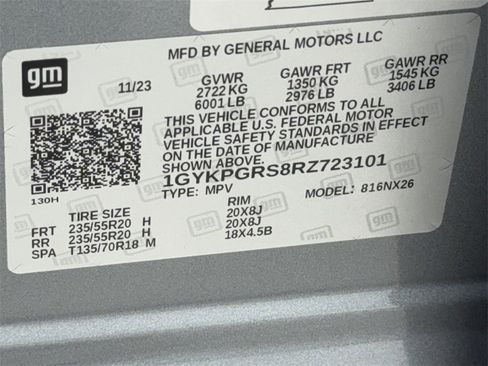 gm
MFD BY GENERAL MOTORS LLC
11/23 GVWR GAWR FRT GAWR RR
2722 KG 1350 KG 1545 KG
6001 LB 2976 LB 3406 LB
THIS VEHICLE CONFORMS TO ALL
APPLICABLE U.S. FEDERAL MOTOR
VEHICLE SAFETY STANDARDS IN EFFECT
ON THE DATE OF MANUFACTURE
SHOWN ABOVE.
1GYKPGRS8RZ723101
130H TYPE: MPV MODEL: 816NX26
TIRE SIZE RIM
FRT 235/55R20 H 20X8J
RR 235/55R20 H 20X8J
SPA T135/70R18 M 18X4.5B